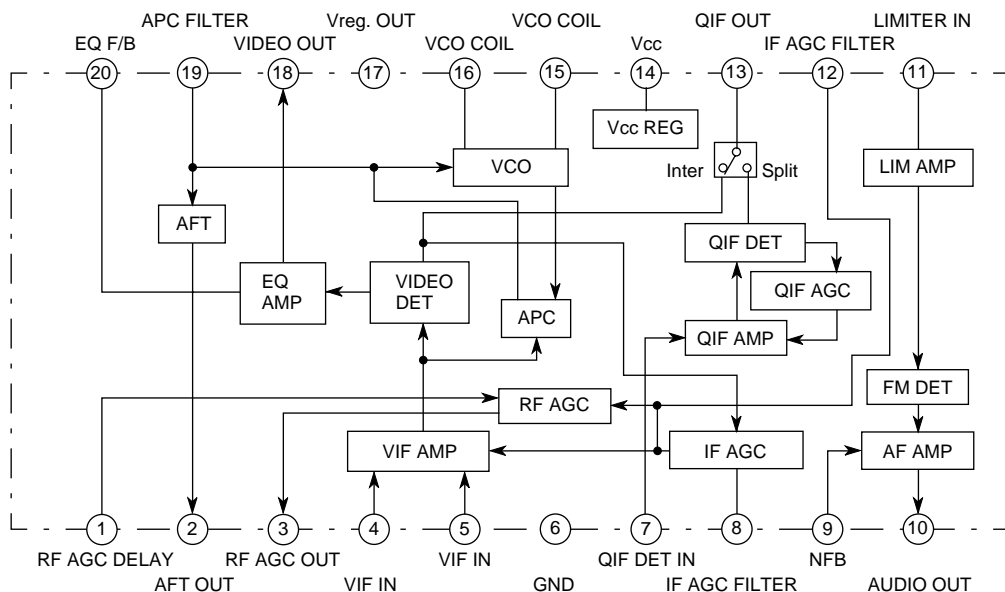 APC FILTER Vreg. OUT VCO COIL QIF OUT LIMITER IN
EQ F/B VIDEO OUT VCO COIL Vcc IF AGC FILTER
20 19 18 17 16 15 14 13 12 11
Vcc REG
VCO
Inter Split
LIM AMP
AFT
QIF DET
EQ AMP
VIDEO DET
QIF AGC
APC
QIF AMP
RF AGC
FM DET
VIF AMP
IF AGC
AF AMP
1 2 3 4 5 6 7 8 9 10
RF AGC DELAY RF AGC OUT VIF IN QIF DET IN NFB
AFT OUT VIF IN GND IF AGC FILTER AUDIO OUT